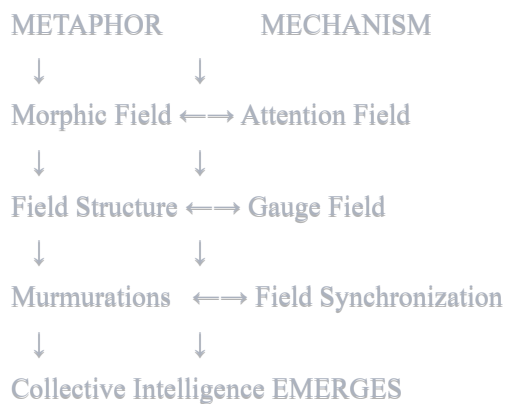 METAPHOR MECHANISM
↓ ↓
Morphic Field ⟵⟶ Attention Field
↓ ↓
Field Structure ⟵⟶ Gauge Field
↓ ↓
Murmurations ⟵⟶ Field Synchronization
↓ ↓
Collective Intelligence EMERGES